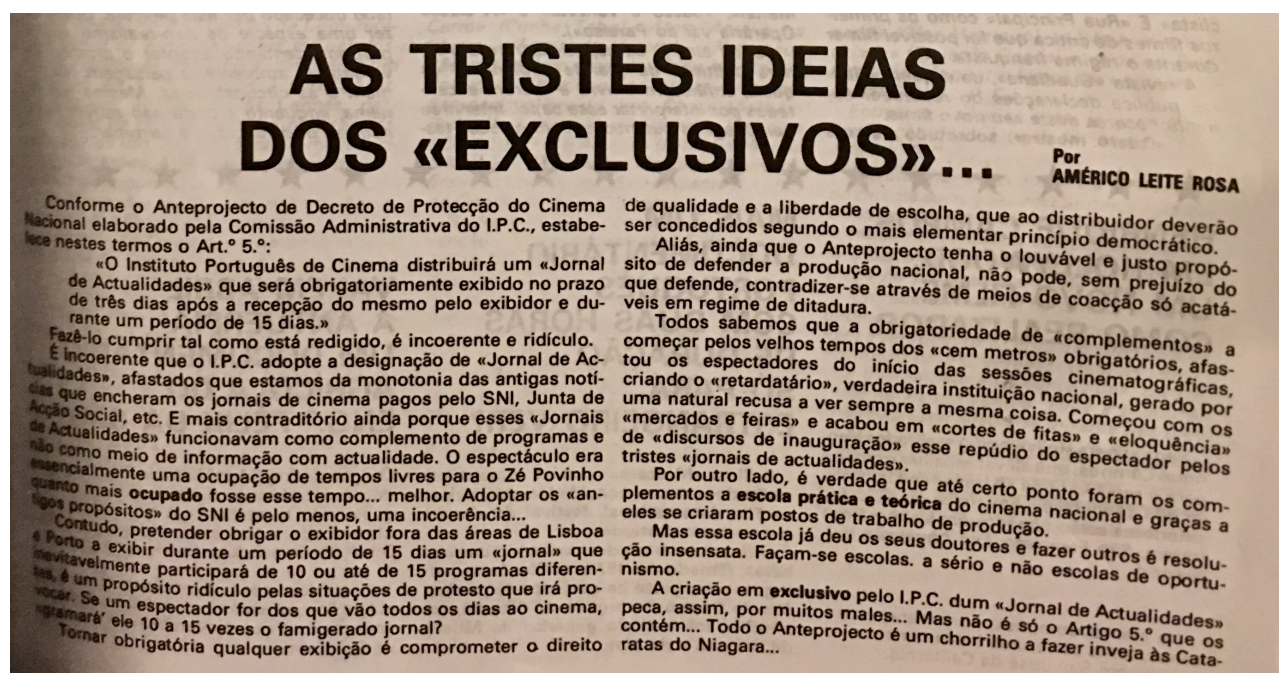 AS TRISTES IDEIAS
DOS «EXCLUSIVOS»...
Por
AMÉRICO LEITE ROSA
Conforme o Anteprojecto de Decreto de Protecção do Cinema
Nacional elaborado pela Comissão Administrativa do I.P.C., estabe-
lece nestes termos o Art.º 5.º:
«O Instituto Português de Cinema distribuirá um «Jornal
de Actualidades» que será obrigatoriamente exibido no prazo
de três dias após a recepção do mesmo pelo exibidor e du-
rante um período de 15 dias.»
Fazê-lo cumprir tal como está redigido, é incoerente e ridículo.
É incoerente que o I.P.C. adopte a designação de «Jornal de Ac-
tualidades», afastados que estamos da monotonia das antigas notí-
cias que encheram os jornais de cinema pagos pelo SNI, Junta de
Acção Social, etc. E mais contraditório ainda porque esses «Jornais
de Actualidades» funcionavam como complemento de programas e
não como meio de informação com actualidade. O espectáculo era
essencialmente uma ocupação de tempos livres para o Zé Povinho
quanto mais ocupado fosse esse tempo... melhor. Adoptar os «an-
tigos propósitos» do SNI é pelo menos, uma incoerência...
Contudo, pretender obrigar o exibidor fora das áreas de Lisboa
e Porto a exibir durante um período de 15 dias um «jornal» que
inevitavelmente participará de 10 ou até de 15 programas diferen-
tes, é um propósito ridículo pelas situações de protesto que irá pro-
vocar. Se um espectador for dos que vão todos os dias ao cinema,
'gramará' ele 10 a 15 vezes o famigerado jornal?
Tornar obrigatória qualquer exibição é comprometer o direito
de qualidade e a liberdade de escolha, que ao distribuidor deverão
ser concedidos segundo o mais elementar princípio democrático.
Aliás, ainda que o Anteprojecto tenha o louvável e justo propó-
sito de defender a produção nacional, não pode, sem prejuízo do
que defende, contradizer-se através de meios de coacção só acatá-
veis em regime de ditadura.
Todos sabemos que a obrigatoriedade de «complementos» a
começar pelos velhos tempos dos «cem metros» obrigatórios, afas-
tou os espectadores do início das sessões cinematográficas,
criando o «retardatário», verdadeira instituição nacional, gerado por
uma natural recusa a ver sempre a mesma coisa. Começou com os
«mercados e feiras» e acabou em «cortes de fitas» e «eloquência»
de «discursos de inauguração» esse repúdio do espectador pelos
tristes «jornais de actualidades».
Por outro lado, é verdade que até certo ponto foram os com-
plementos a escola prática e teórica do cinema nacional e graças a
eles se criaram postos de trabalho de produção.
Mas essa escola já deu os seus doutores e fazer outros é resolu-
ção insensata. Façam-se escolas. a sério e não escolas de oportu-
nismo.
A criação em exclusivo pelo I.P.C. dum «Jornal de Actualidades»
peca, assim, por muitos males... Mas não é só o Artigo 5.º que os
contém... Todo o Anteprojecto é um chorrilho a fazer inveja às Cata-
ratas do Niagara...